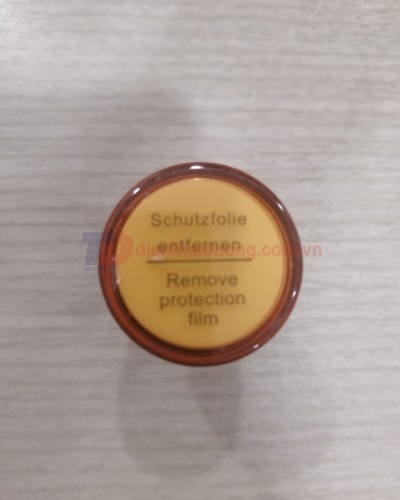 Schutzfolie
entfernen
Remove
protection
film